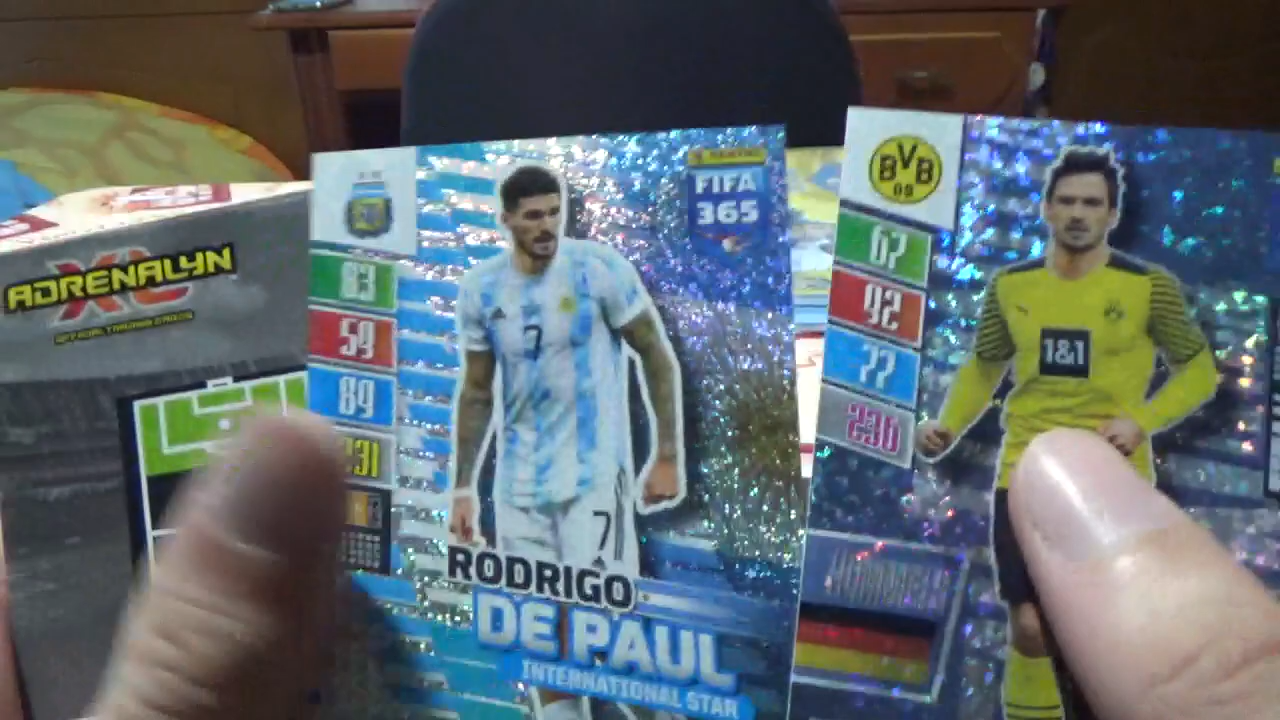 ADRENALYN
XL
OFFICIAL TRADING CARDS
PANINI
FIFA
365
83
59
89
7
7
RODRIGO
DE PAUL
INTERNATIONAL STAR
BVB
09
67
92
77
236
1&1